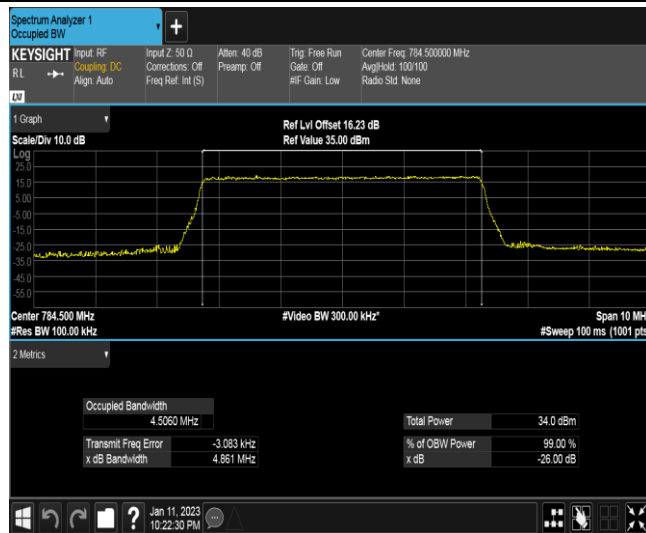 Spectrum Analyzer 1
Occupied BW
+
KEYSIGHT
RL
Input: RF
Coupling: DC
Align: Auto
Input Z: 50 Ω
Corrections: Off
Freq Ref: Int (S)
Atten: 40 dB
Preamp: Off
Trig: Free Run
Gate: Off
#IF Gain: Low
Center Freq: 784.500000 MHz
Avg|Hold: 100/100
Radio Std: None
1 Graph
Scale/Div 10.0 dB
Ref Lvl Offset 16.23 dB
Ref Value 35.00 dBm
Log
25.0
15.0
5.00
-5.00
-15.0
-25.0
-35.0
-45.0
-55.0
Center 784.500 MHz
#Res BW 100.00 kHz
#Video BW 300.00 kHz*
Span 10 MH
#Sweep 100 ms (1001 pts
2 Metrics
Occupied Bandwidth
4.5060 MHz
Total Power 34.0 dBm
Transmit Freq Error -3.083 kHz
% of OBW Power 99.00 %
x dB Bandwidth 4.861 MHz
x dB -26.00 dB
?
Jan 11, 2023
10:22:30 PM